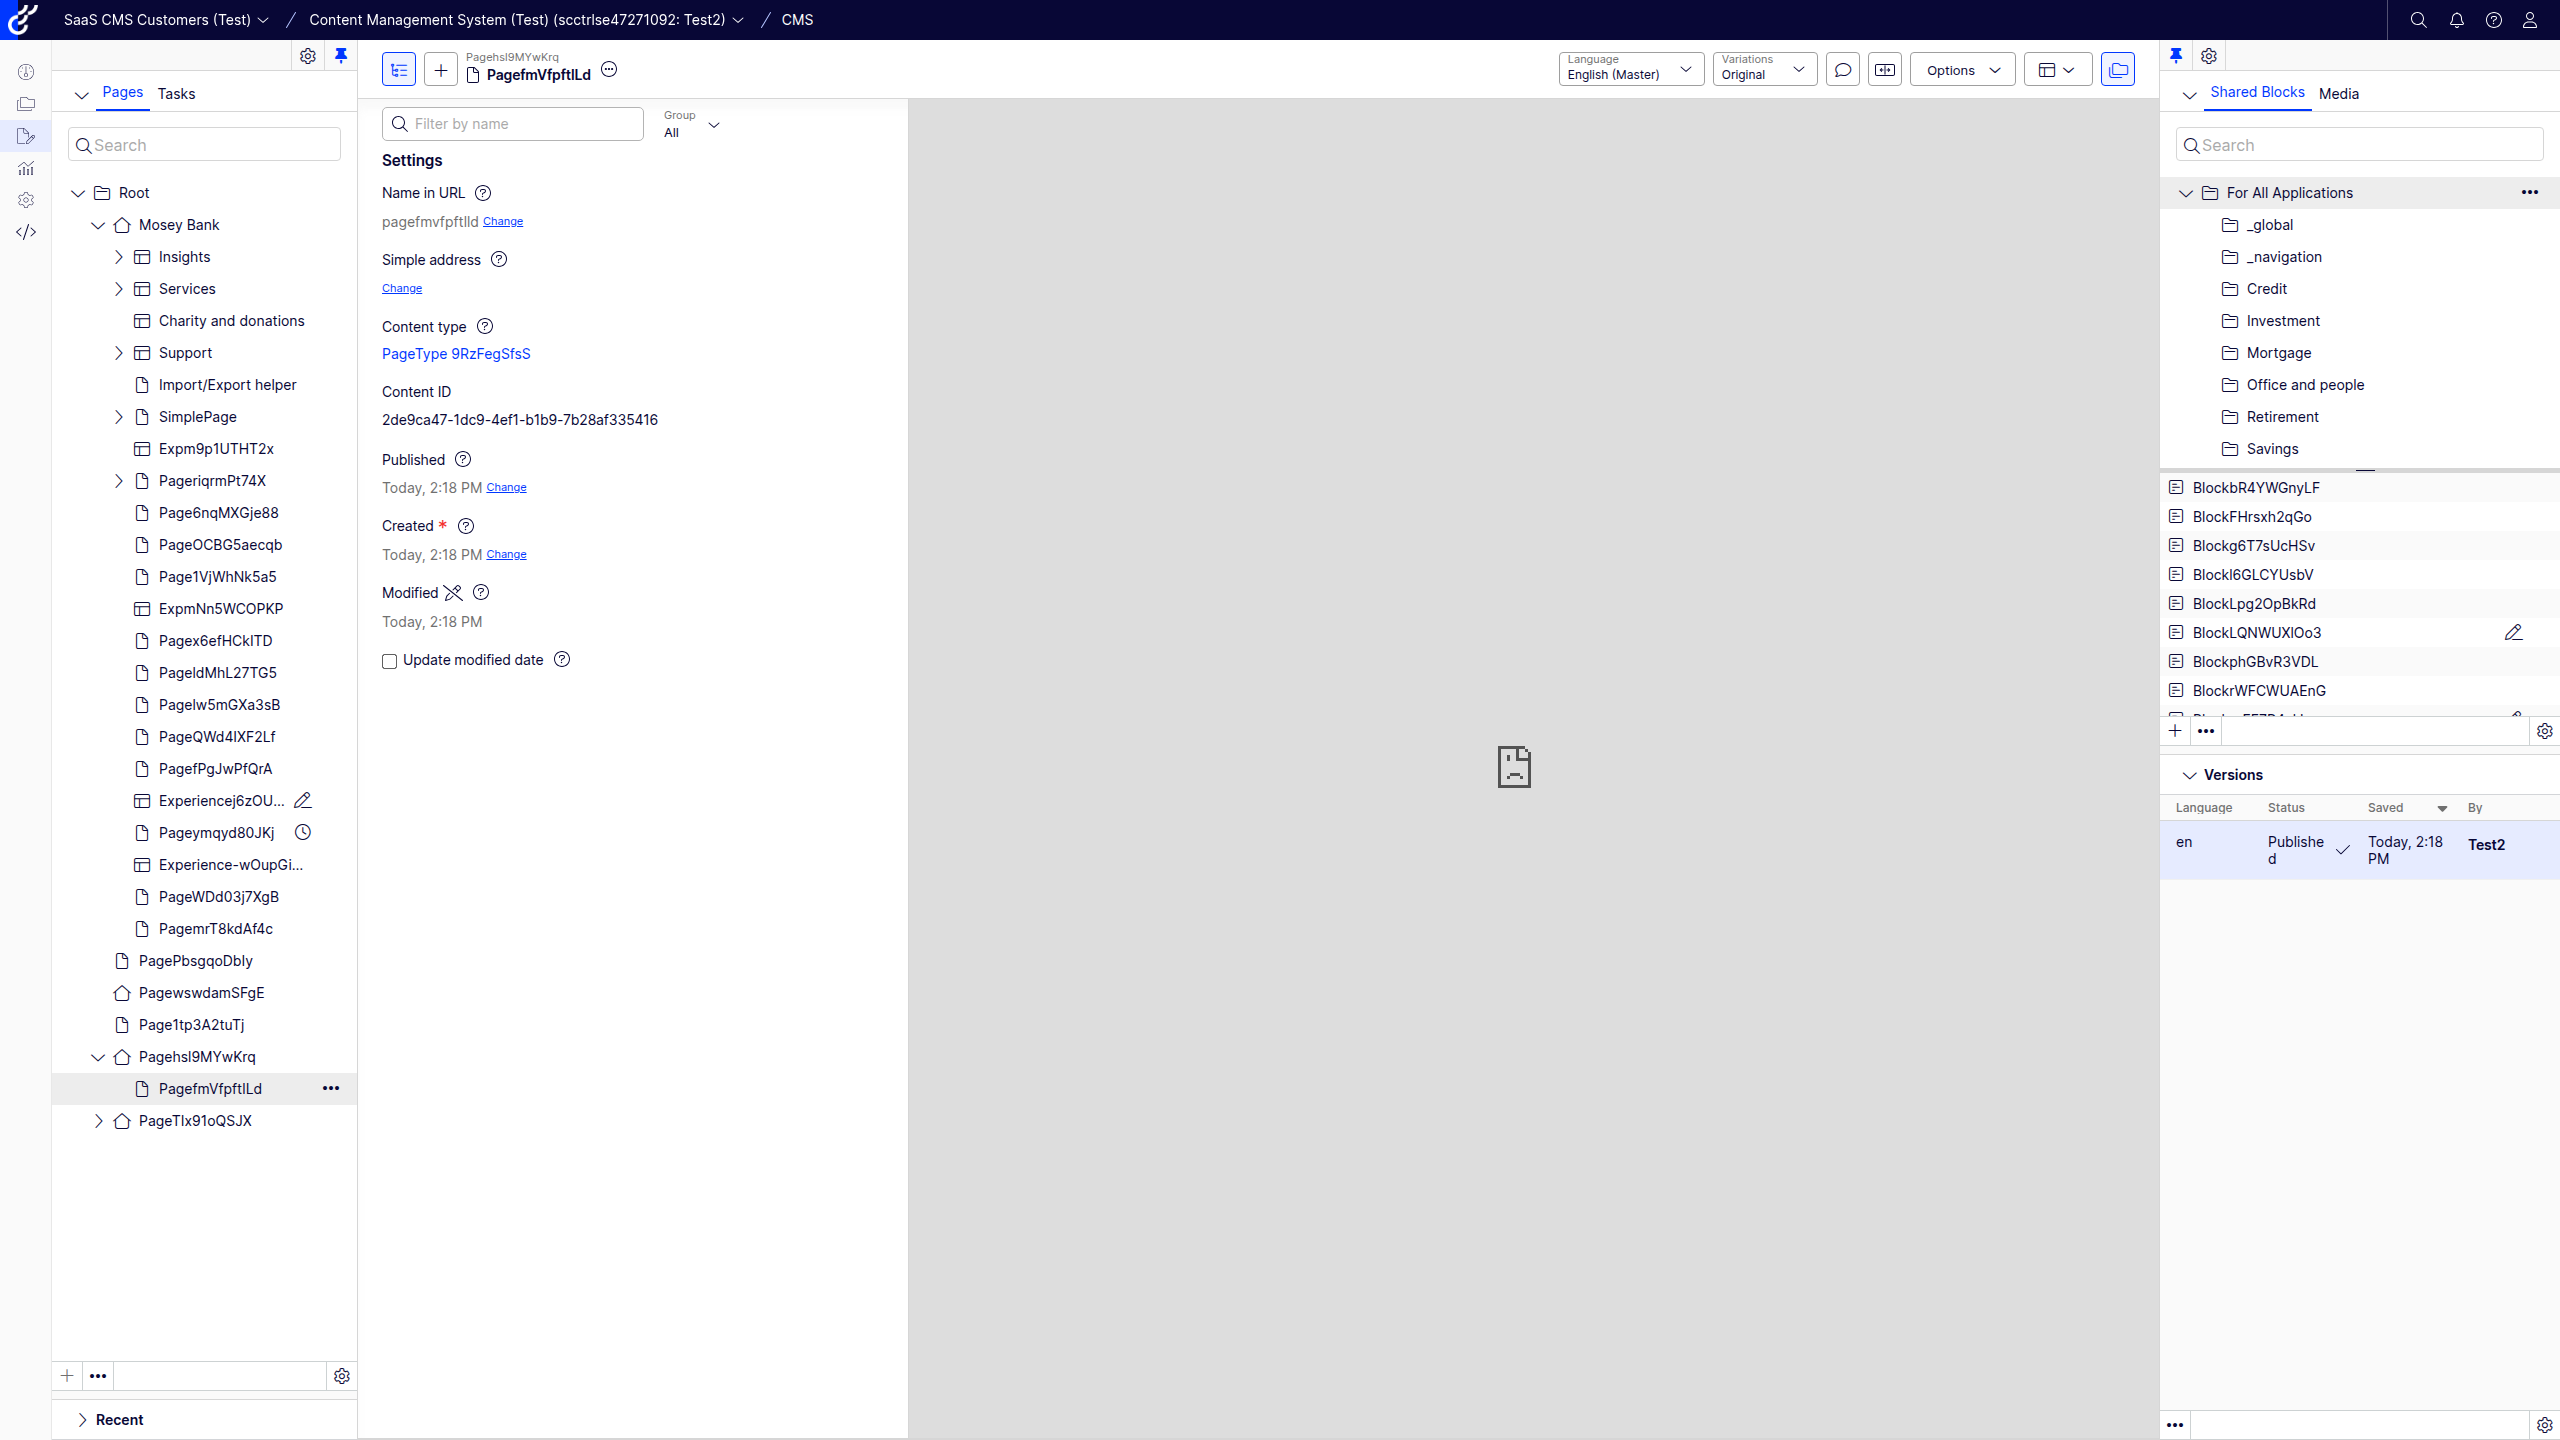 SaaS CMS Customers (Test) / Content Management System (Test) (scctrlse47271092: Test2) / CMS
Pages Tasks
Search
Root
Mosey Bank
Insights
Services
Charity and donations
Support
Import/Export helper
SimplePage
Expm9p1UTHT2x
PageriqrmPt74X
Page6nqMXGje88
PageOCBG5aecqb
Page1VjWhNk5a5
ExpmNn5WCOPKP
Pagex6efHCkITD
PageIdMhL27TG5
PageIw5mGXa3sB
PageQWd4IXF2Lf
PagefPgJwPfQrA
Experiencej6zOU...
Pageymqyd80JKj
Experience-wOupGi...
PageWDd03j7XgB
PagemrT8kdAf4c
PagePbsgqoDbIy
PagewswdamSFgE
Page1tp3A2tuTj
Pagehsl9MYwKrq
PagefmVfpftlLd
PageTIx91oQSJX
Recent
Pagehsl9MYwKrq
PagefmVfpftlLd
Language
English (Master)
Variations
Original
Options
Filter by name
Group
All
Settings
Name in URL
pagefmvfpftlld Change
Simple address
Change
Content type
PageType 9RzFegSfsS
Content ID
2de9ca47-1dc9-4ef1-b1b9-7b28af335416
Published
Today, 2:18 PM Change
Created *
Today, 2:18 PM Change
Modified
Today, 2:18 PM
Update modified date
Shared Blocks Media
Search
For All Applications
_global
_navigation
Credit
Investment
Mortgage
Office and people
Retirement
Savings
BlockbR4YWGnyLF
BlockFHrsxh2qGo
Blockg6T7sUcHSv
BlockI6GLCYUsbV
BlockLpg2OpBkRd
BlockLQNWUXlOo3
BlockphGBvR3VDL
BlockrWFCWUAEnG
Versions
Language Status Saved By
en Publishe Today, 2:18 Test2
d PM